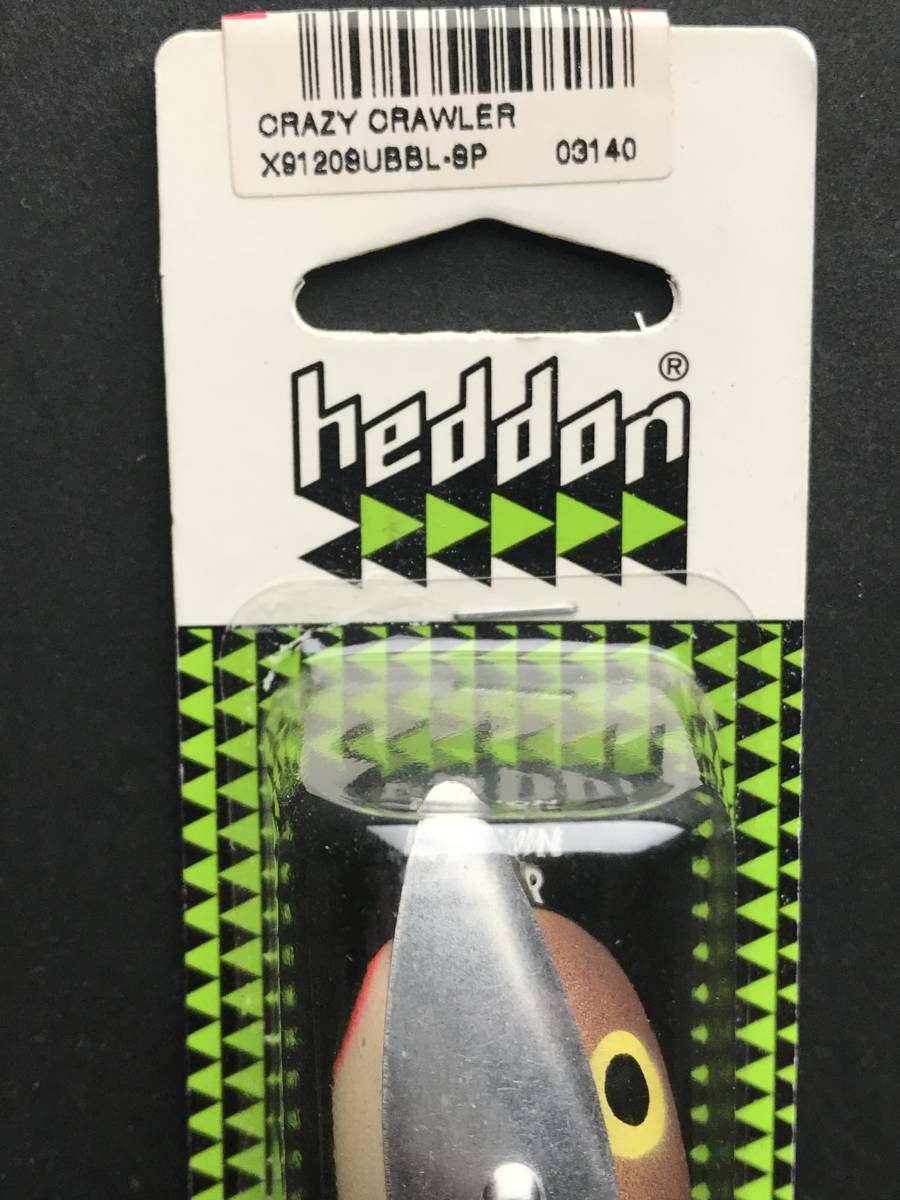 CRAZY CRAWLER
X9120SUBBL-SP 03140
heddon®